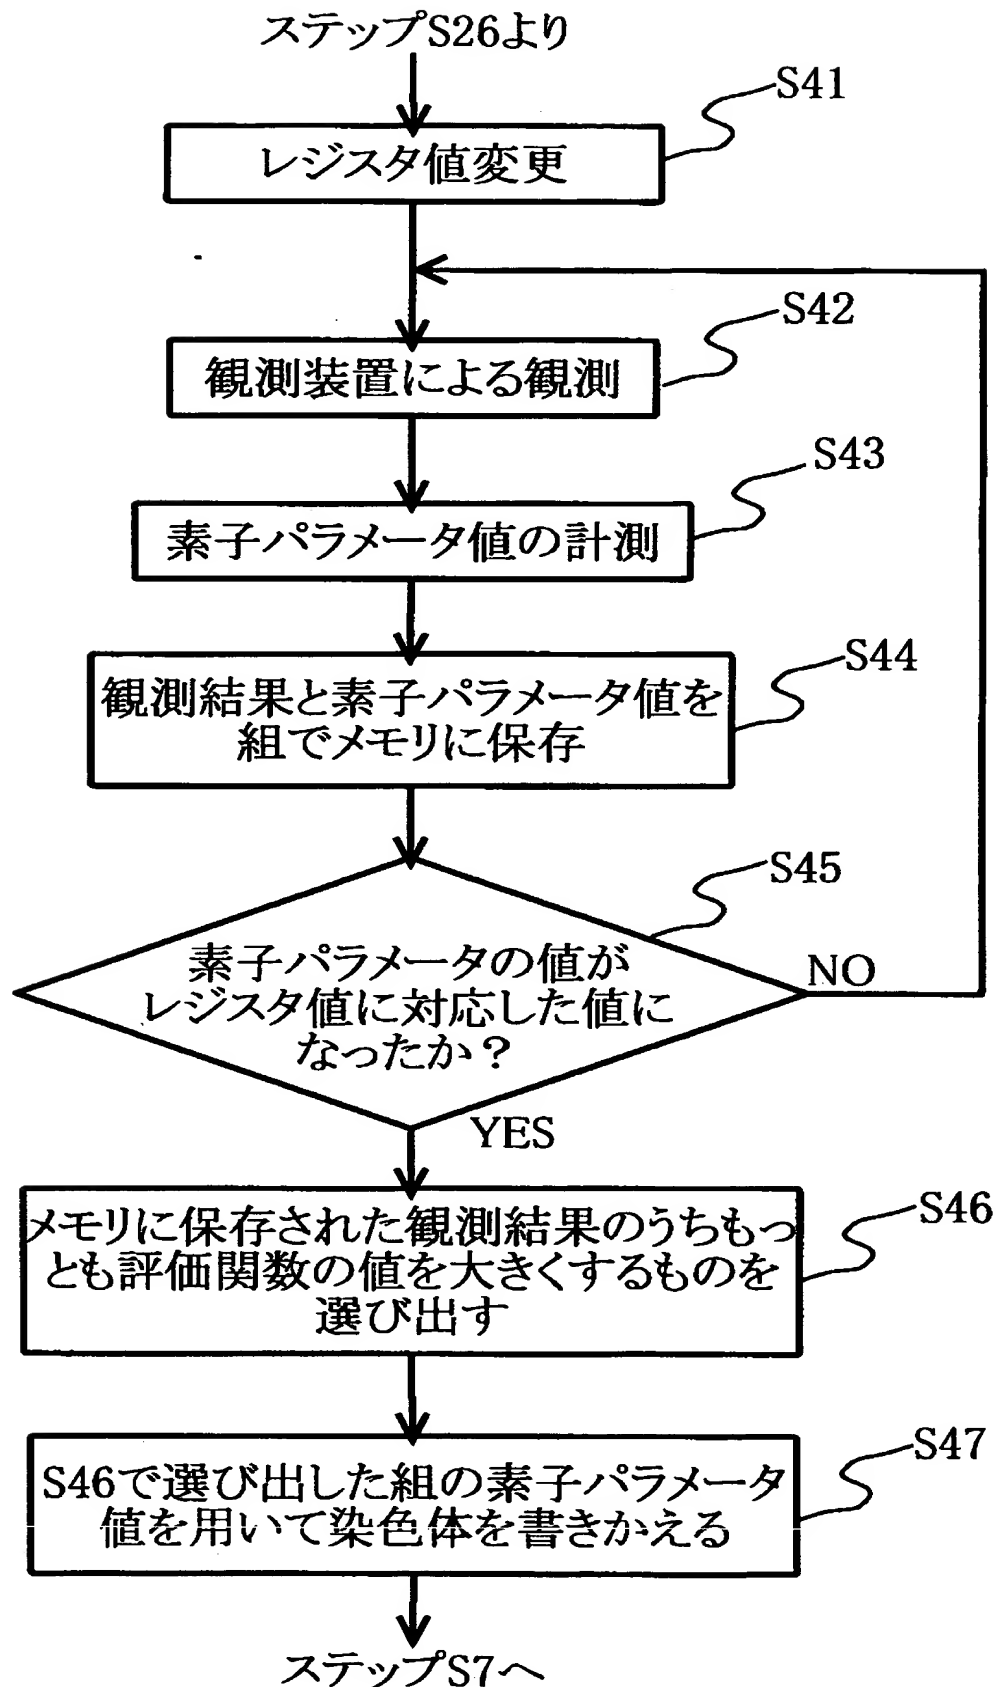 ステップS26より
S41
レジスタ値変更
S42
観測装置による観測
S43
素子パラメータ値の計測
S44
観測結果と素子パラメータ値を
組でメモリに保存
S45
素子パラメータの値が
レジスタ値に対応した値に
なったか？
NO
YES
S46
メモリに保存された観測結果のうちもっ
とも評価関数の値を大きくするものを
選び出す
S47
S46で選び出した組の素子パラメータ
値を用いて染色体を書きかえる
ステップS7へ